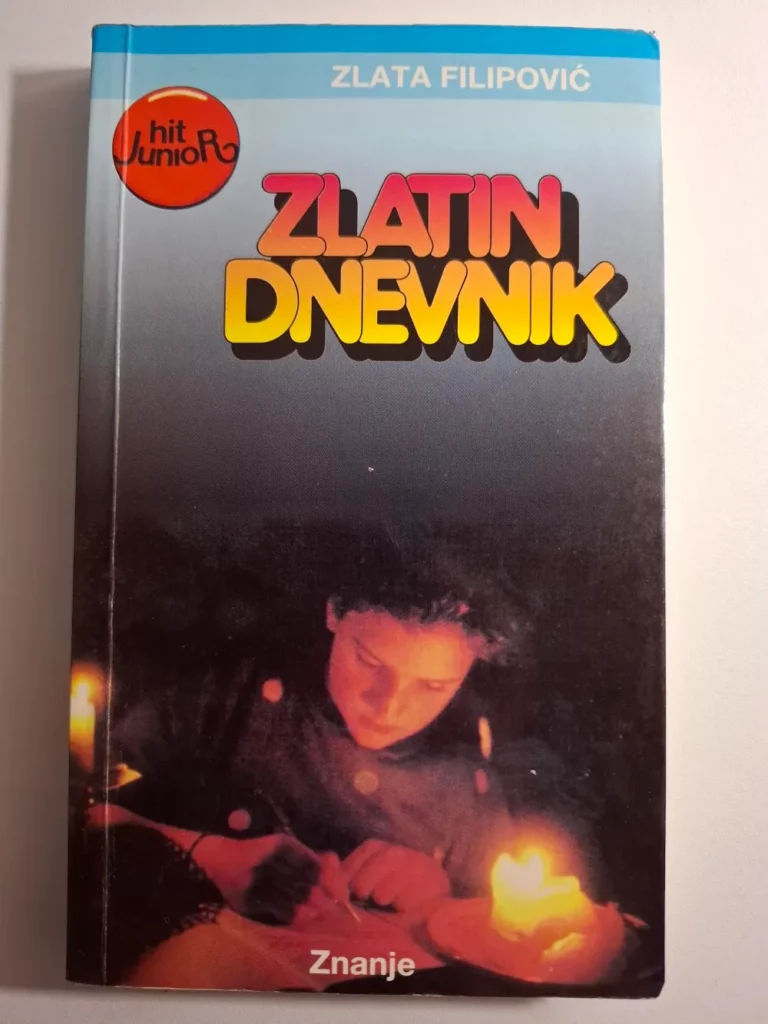 ZLATA FILIPOVIĆ
hit
JunioR
ZLATIN
DNEVNIK
Znanje